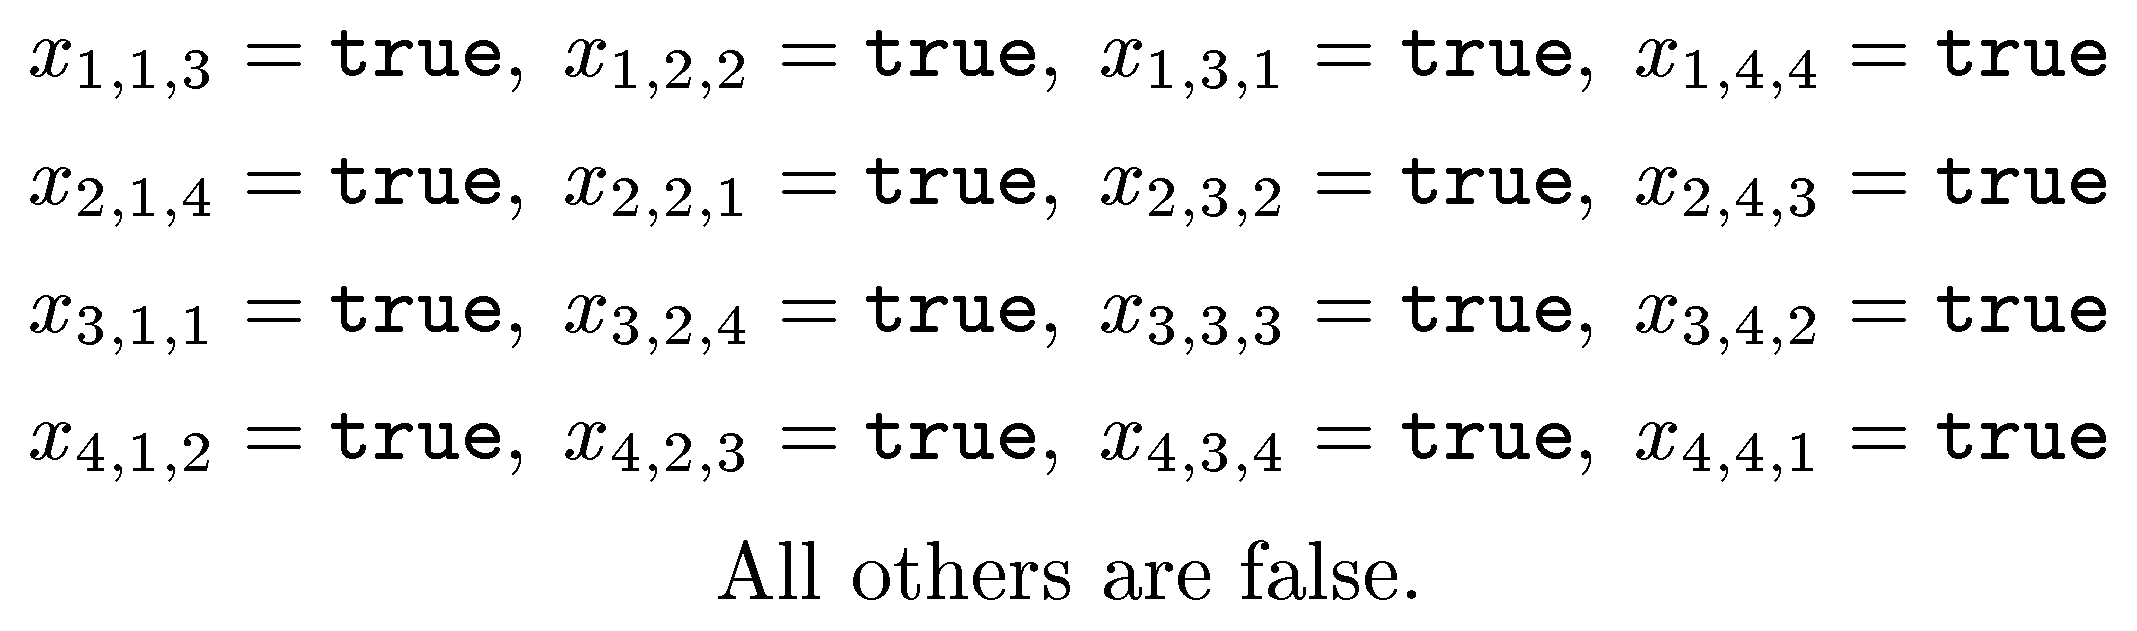 x_{1,1,3} = true, x_{1,2,2} = true, x_{1,3,1} = true, x_{1,4,4} = true
x_{2,1,4} = true, x_{2,2,1} = true, x_{2,3,2} = true, x_{2,4,3} = true
x_{3,1,1} = true, x_{3,2,4} = true, x_{3,3,3} = true, x_{3,4,2} = true
x_{4,1,2} = true, x_{4,2,3} = true, x_{4,3,4} = true, x_{4,4,1} = true
All others are false.